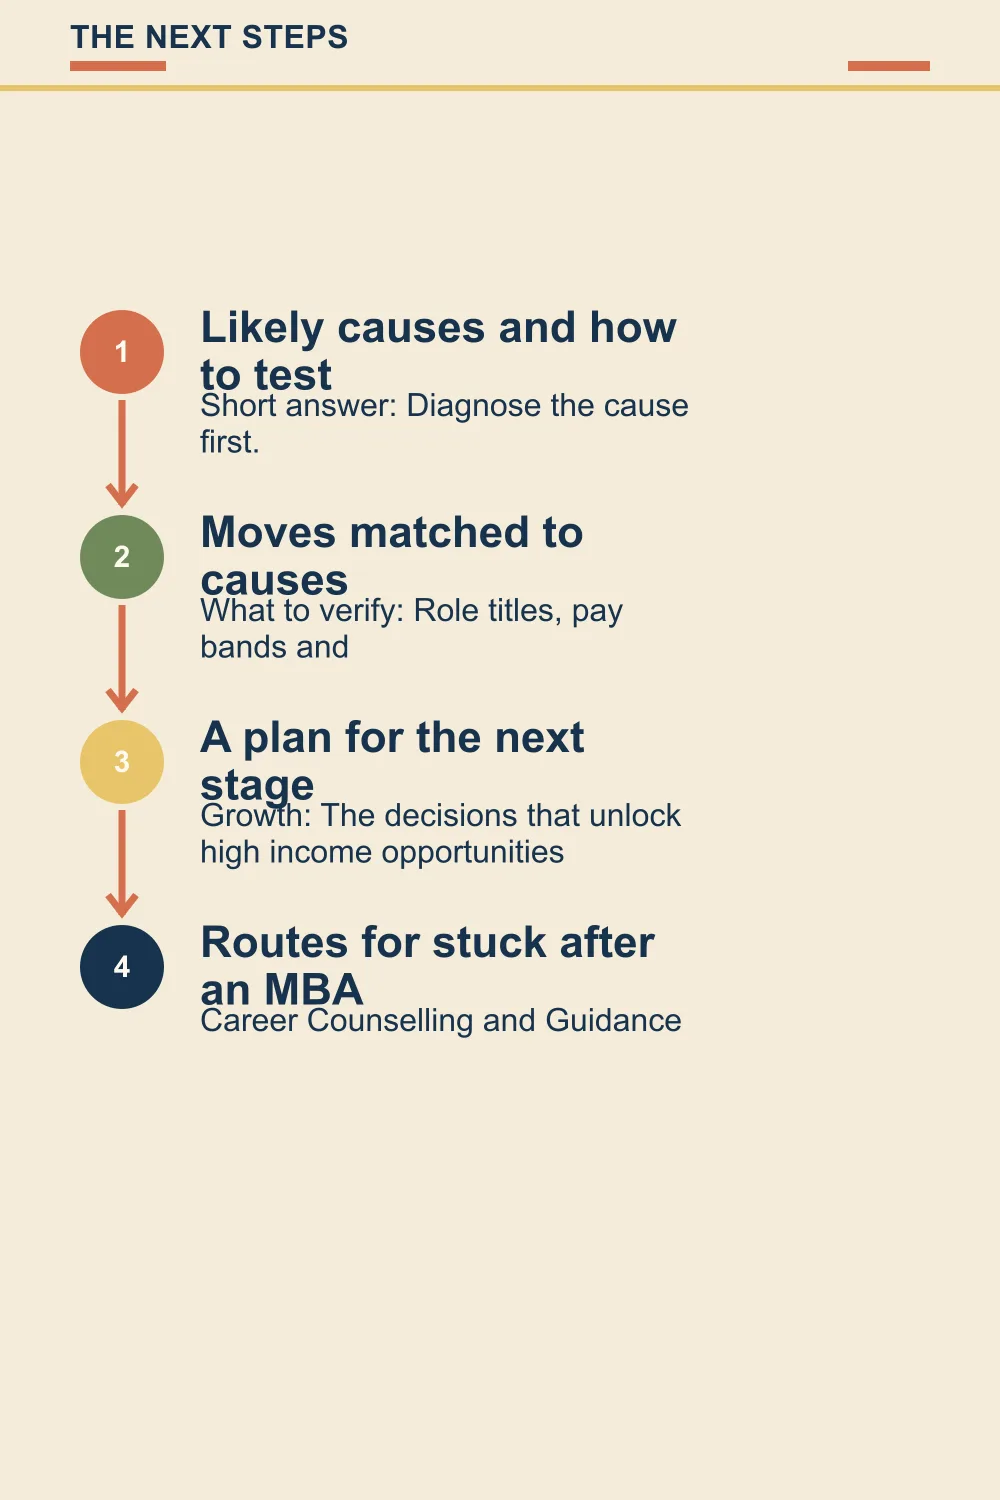 THE NEXT STEPS
1
Likely causes and how
to test
Short answer: Diagnose the cause
first.
2
Moves matched to
causes
What to verify: Role titles, pay
bands and
3
A plan for the next
stage
Growth: The decisions that unlock
high income opportunities
4
Routes for stuck after
an MBA
Career Counselling and Guidance